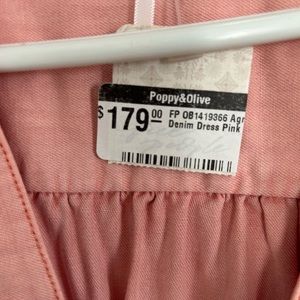 Poppy&Olive
$179.00 FP OB1419366 Agr
Denim Dress Pink